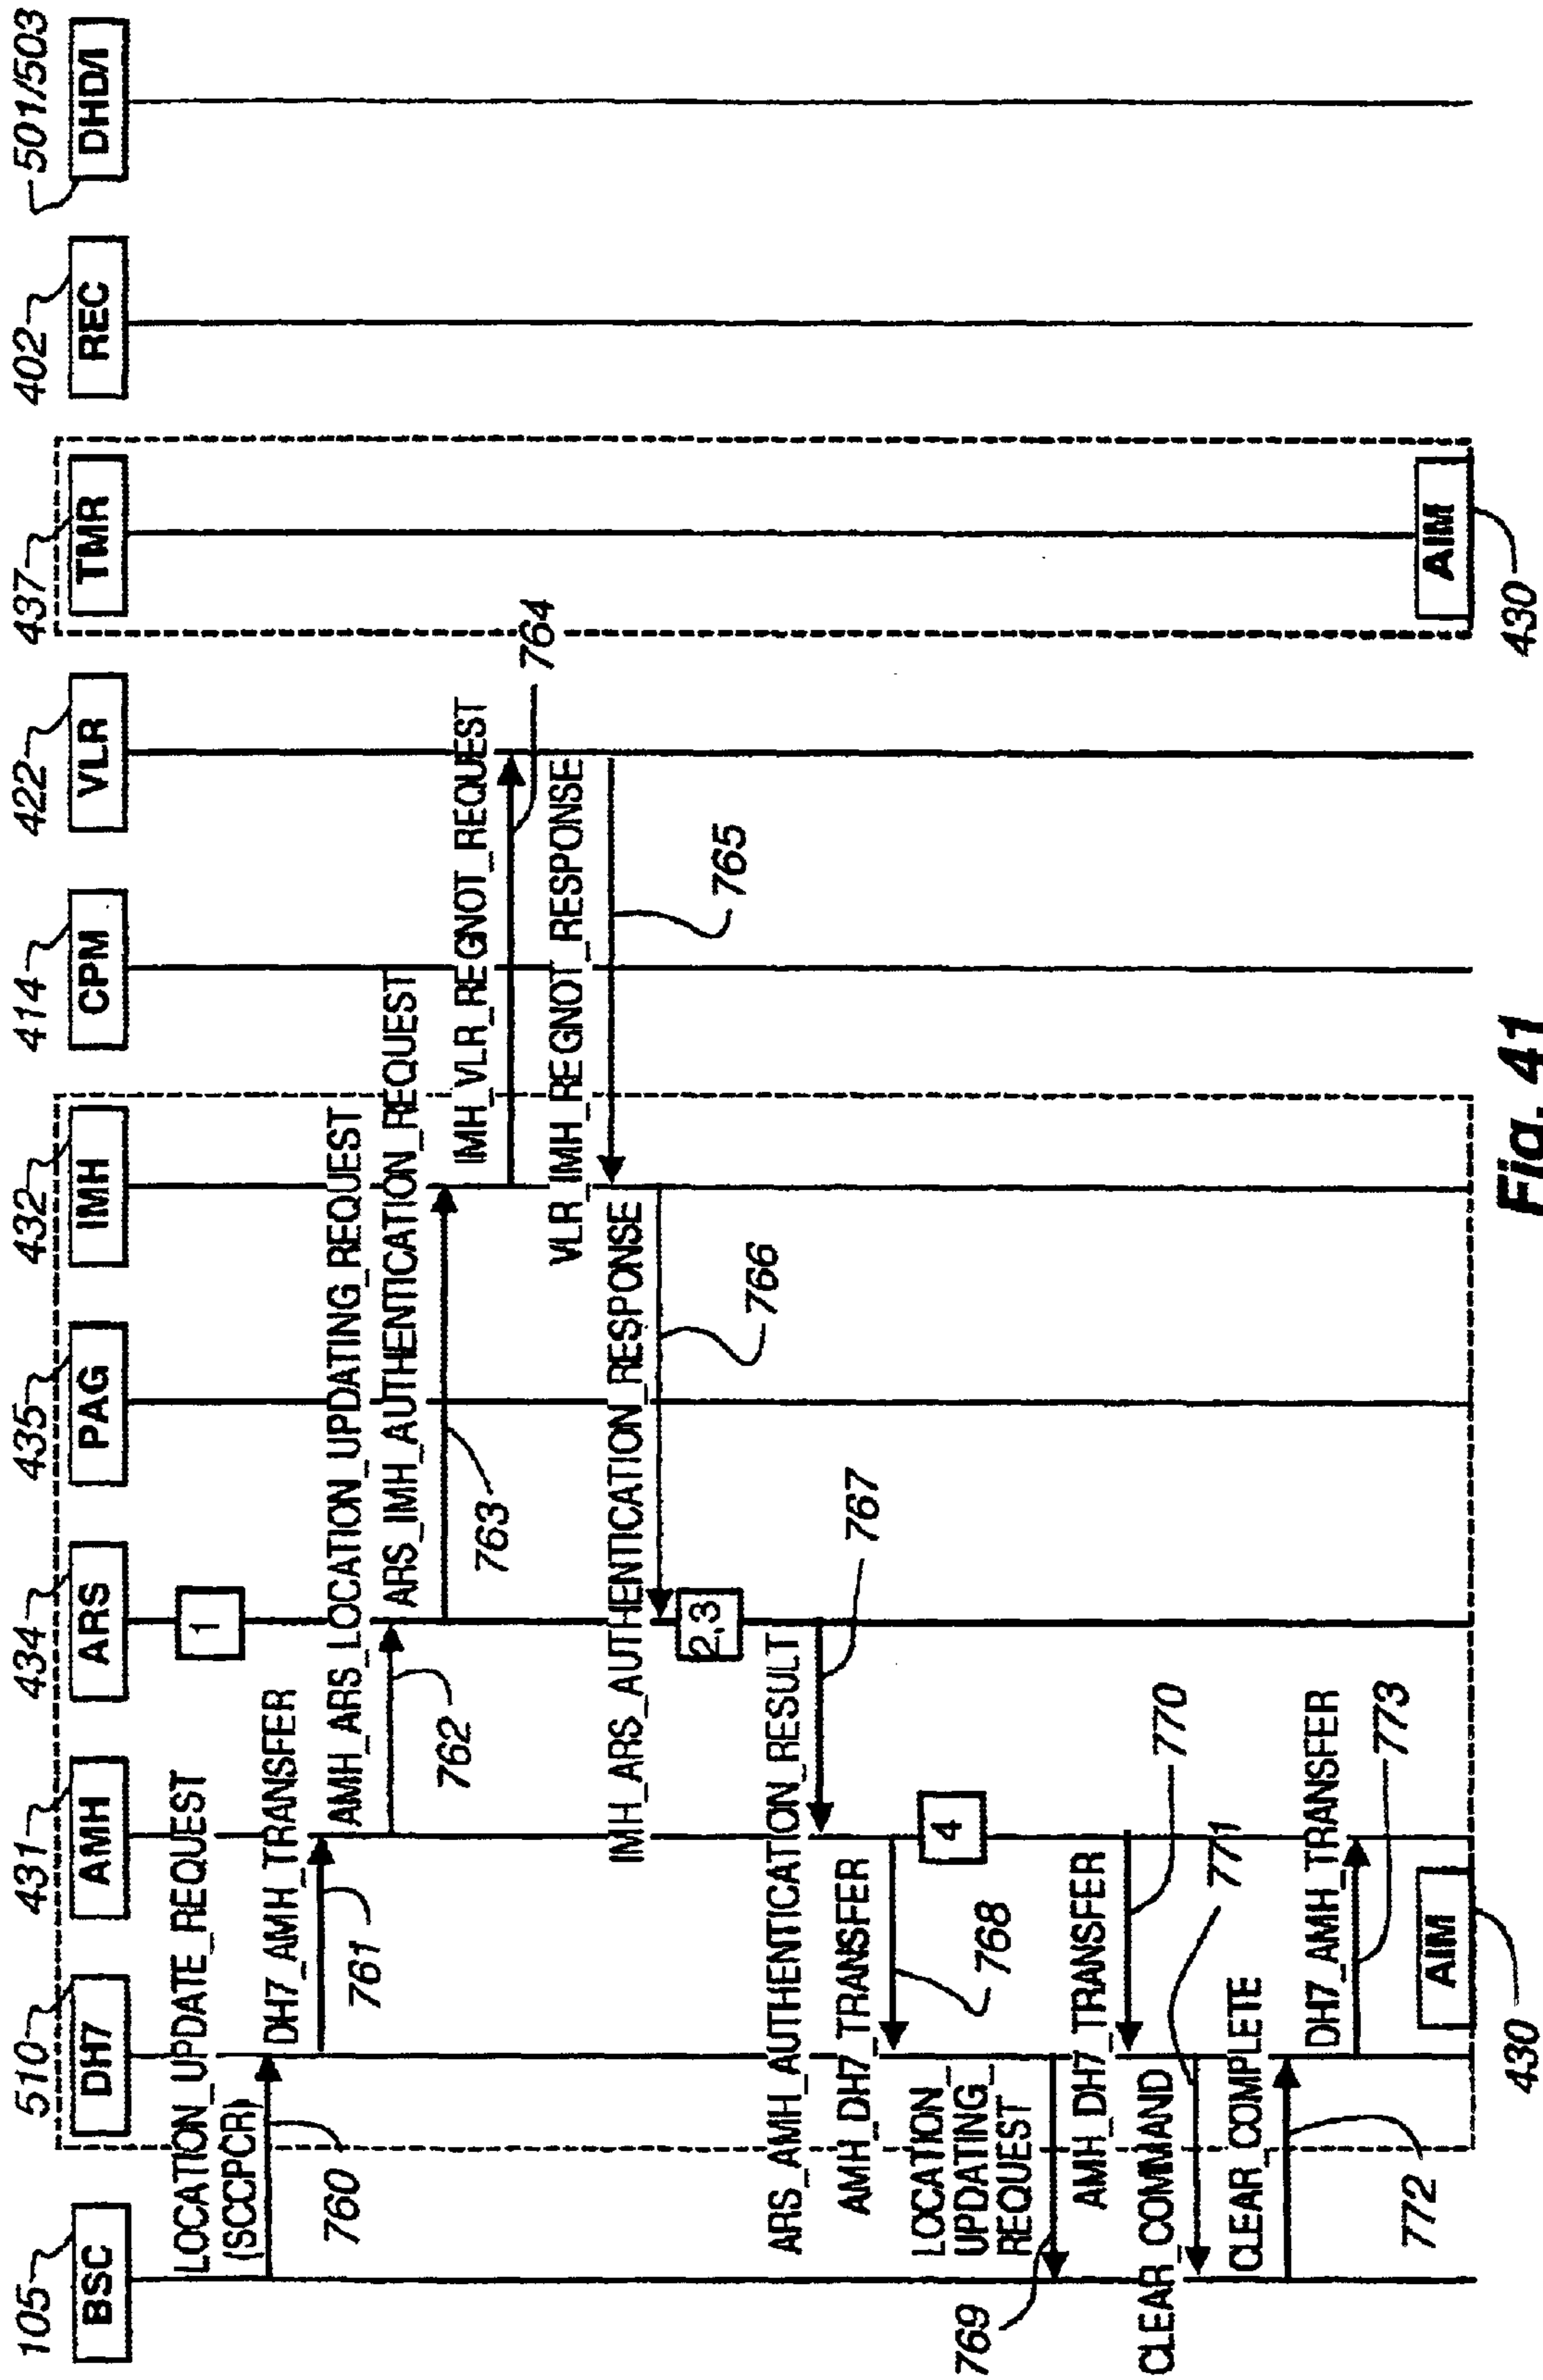 105 510 431 434 435 432 414 422 437 402 501/503
BSC DH7 AMH ARS PAG IMH CPM VLR TMR REC DHD/I
1
LOCATION_UPDATE_REQUEST
(SCCPCR)
760
DH7_AMH_TRANSFER
761
AMH_ARS_LOCATION_UPDATING_REQUEST
762
ARS_IMH_AUTHENTICATION_REQUEST
763
IMH_VLR_REGNOT_REQUEST
764
VLR_IMH_REGNOT_RESPONSE
765
IMH_ARS_AUTHENTICATION_RESPONSE
766
2,3
ARS_AMH_AUTHENTICATION_RESULT
767
AMH_DH7_TRANSFER
768
4
LOCATION_
UPDATING_
REQUEST
769
AMH_DH7_TRANSFER
770
CLEAR_COMMAND
771
CLEAR_COMPLETE
772
DH7_AMH_TRANSFER
773
AIM AIM
430 430
Fig. 41